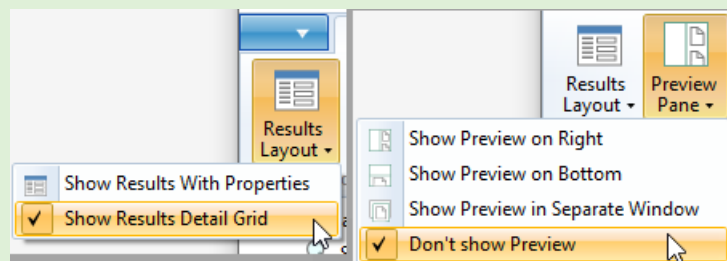 Results
Layout
Show Results With Properties
Show Results Detail Grid
Results
Layout
Preview
Pane
Show Preview on Right
Show Preview on Bottom
Show Preview in Separate Window
Don't show Preview